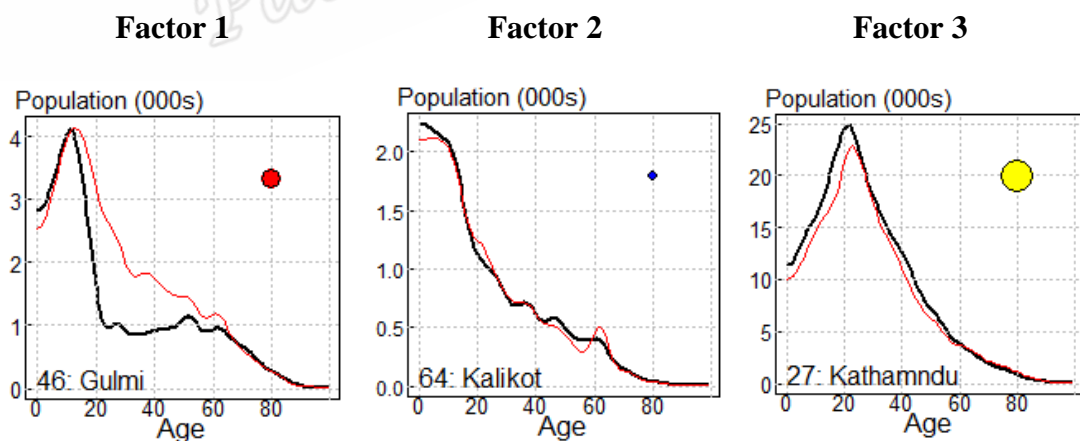 Factor 1
Factor 2
Factor 3
Population (000s)
4
3
2
1
0
46: Gulmi
0 20 40 60 80
Age
Population (000s)
2.0
1.5
1.0
0.5
0.0
64: Kalikot
0 20 40 60 80
Age
Population (000s)
25
20
15
10
5
0
27: Kathamndu
0 20 40 60 80
Age